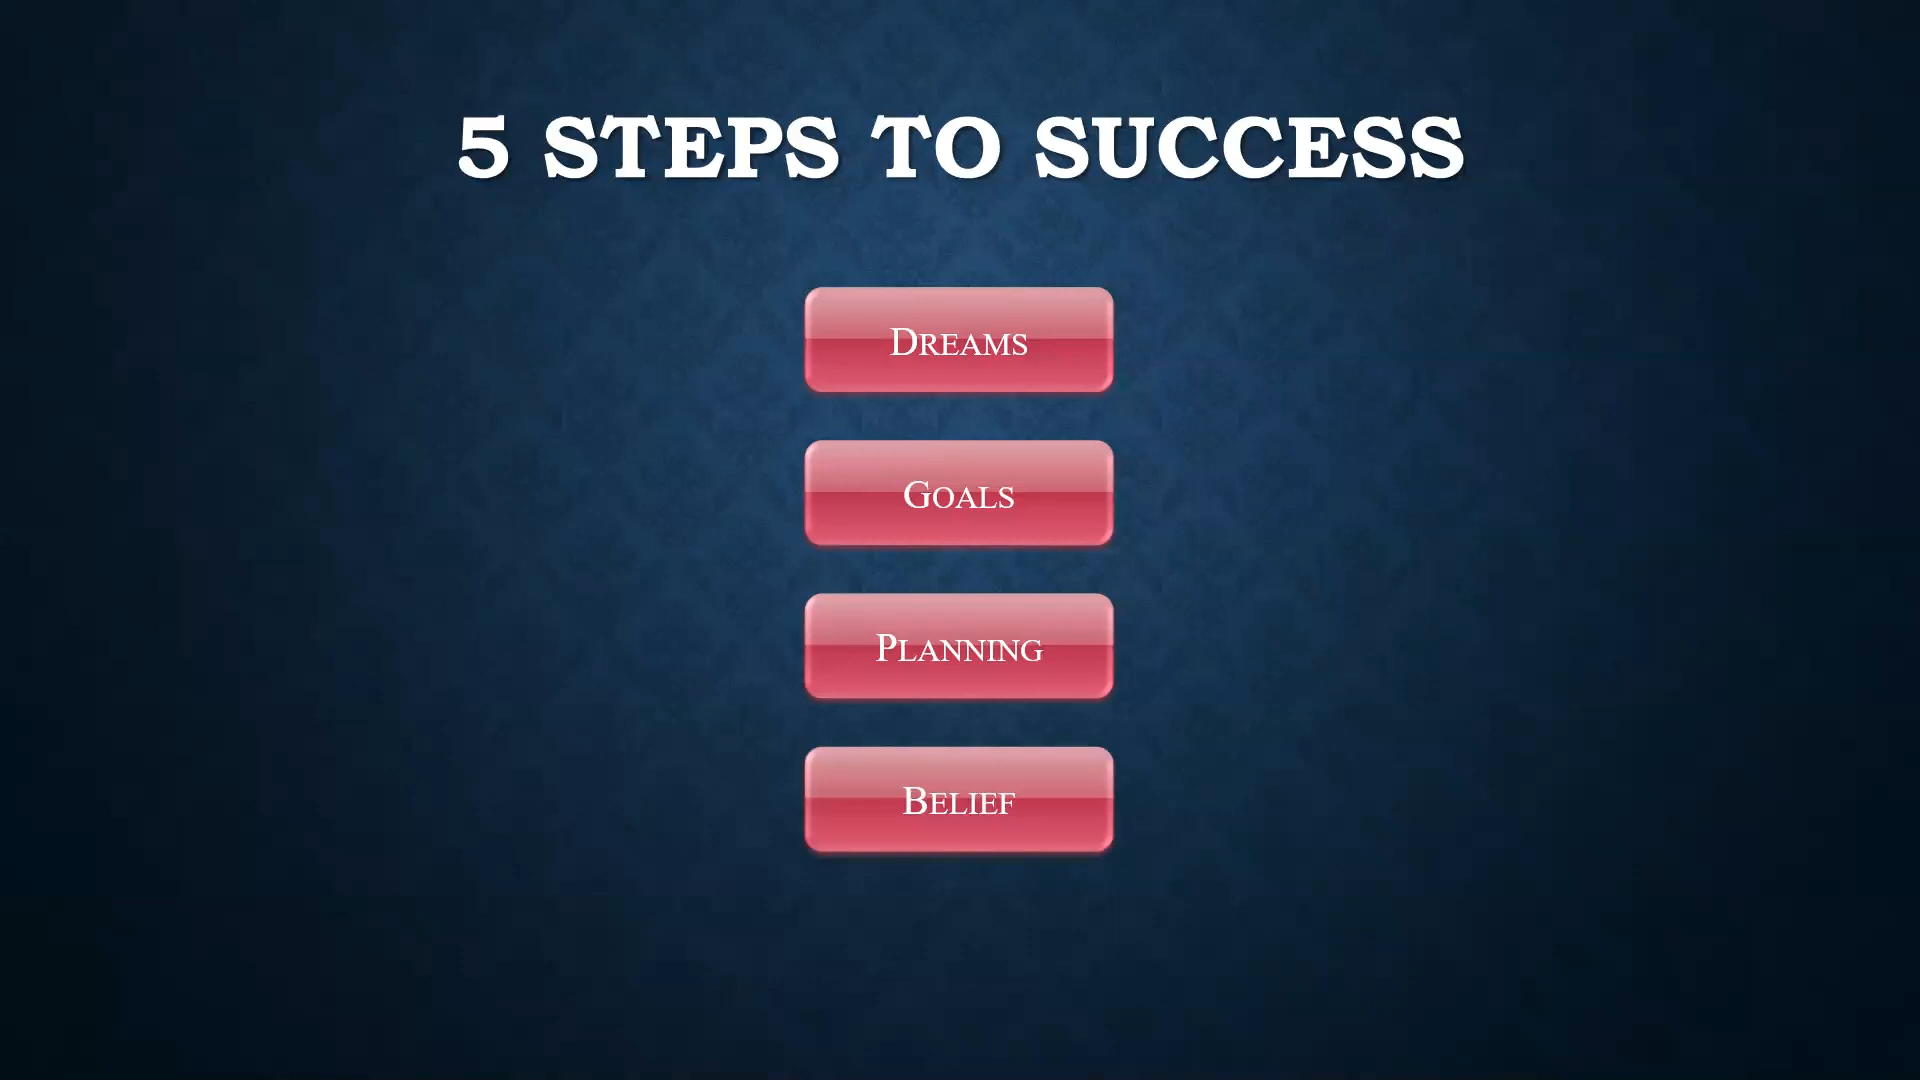 5 STEPS TO SUCCESS
DREAMS
GOALS
PLANNING
BELIEF